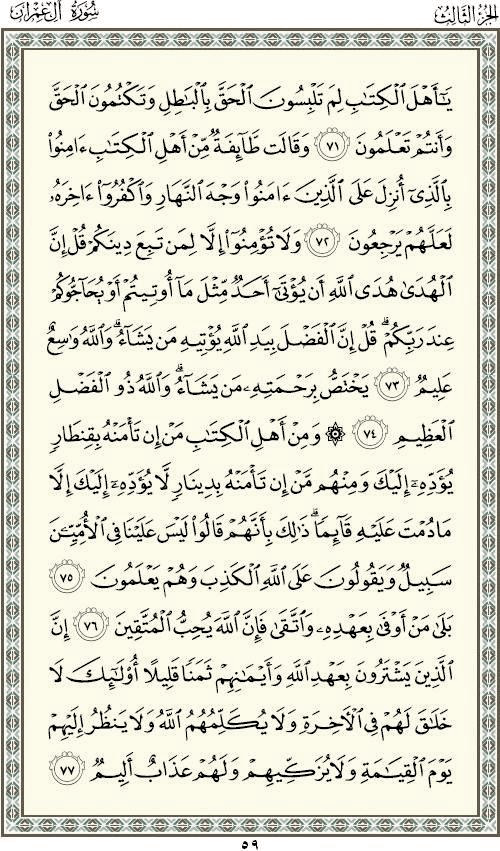 الجزء الثالث
سورة آل عمران
يَٰٓأَهْلَ ٱلْكِتَٰبِ لِمَ تَلْبِسُونَ ٱلْحَقَّ بِٱلْبَٰطِلِ وَتَكْتُمُونَ ٱلْحَقَّ
وَأَنتُمْ تَعْلَمُونَ ٧١ وَقَالَت طَّآئِفَةٌ مِّنْ أَهْلِ ٱلْكِتَٰبِ ءَامِنُوا۟
بِٱلَّذِىٓ أُنزِلَ عَلَى ٱلَّذِينَ ءَامَنُوا۟ وَجْهَ ٱلنَّهَارِ وَٱكْفُرُوٓا۟ ءَاخِرَهُۥ
لَعَلَّهُمْ يَرْجِعُونَ ٧٢ وَلَا تُؤْمِنُوٓا۟ إِلَّا لِمَن تَبِعَ دِينَكُمْ قُلْ إِنَّ
ٱلْهُدَىٰ هُدَى ٱللَّهِ أَن يُؤْتَىٰٓ أَحَدٌ مِّثْلَ مَآ أُوتِيتُمْ أَوْ يُحَآجُّوكُمْ
عِندَ رَبِّكُمْ ۗ قُلْ إِنَّ ٱلْفَضْلَ بِيَدِ ٱللَّهِ يُؤْتِيهِ مَن يَشَآءُ ۗ وَٱللَّهُ وَٰسِعٌ
عَلِيمٌ ٧٣ يَخْتَصُّ بِرَحْمَتِهِۦ مَن يَشَآءُ ۗ وَٱللَّهُ ذُو ٱلْفَضْلِ
ٱلْعَظِيمِ ٧٤ ۞ وَمِنْ أَهْلِ ٱلْكِتَٰبِ مَنْ إِن تَأْمَنْهُ بِقِنطَارٍ
يُؤَدِّهِۦٓ إِلَيْكَ وَمِنْهُم مَّنْ إِن تَأْمَنْهُ بِدِينَارٍ لَّا يُؤَدِّهِۦٓ إِلَيْكَ إِلَّا
مَا دُمْتَ عَلَيْهِ قَآئِمًا ۗ ذَٰلِكَ بِأَنَّهُمْ قَالُوا۟ لَيْسَ عَلَيْنَا فِى ٱلْأُمِّيِّۦنَ
سَبِيلٌ وَيَقُولُونَ عَلَى ٱللَّهِ ٱلْكَذِبَ وَهُمْ يَعْلَمُونَ ٧٥
بَلَىٰ مَنْ أَوْفَىٰ بِعَهْدِهِۦ وَٱتَّقَىٰ فَإِنَّ ٱللَّهَ يُحِبُّ ٱلْمُتَّقِينَ ٧٦ إِنَّ
ٱلَّذِينَ يَشْتَرُونَ بِعَهْدِ ٱللَّهِ وَأَيْمَٰنِهِمْ ثَمَنًا قَلِيلًا أُو۟لَٰٓئِكَ لَا
خَلَٰقَ لَهُمْ فِى ٱلْءَاخِرَةِ وَلَا يُكَلِّمُهُمُ ٱللَّهُ وَلَا يَنظُرُ إِلَيْهِمْ
يَوْمَ ٱلْقِيَٰمَةِ وَلَا يُزَكِّيهِمْ وَلَهُمْ عَذَابٌ أَلِيمٌ ٧٧
٥٩